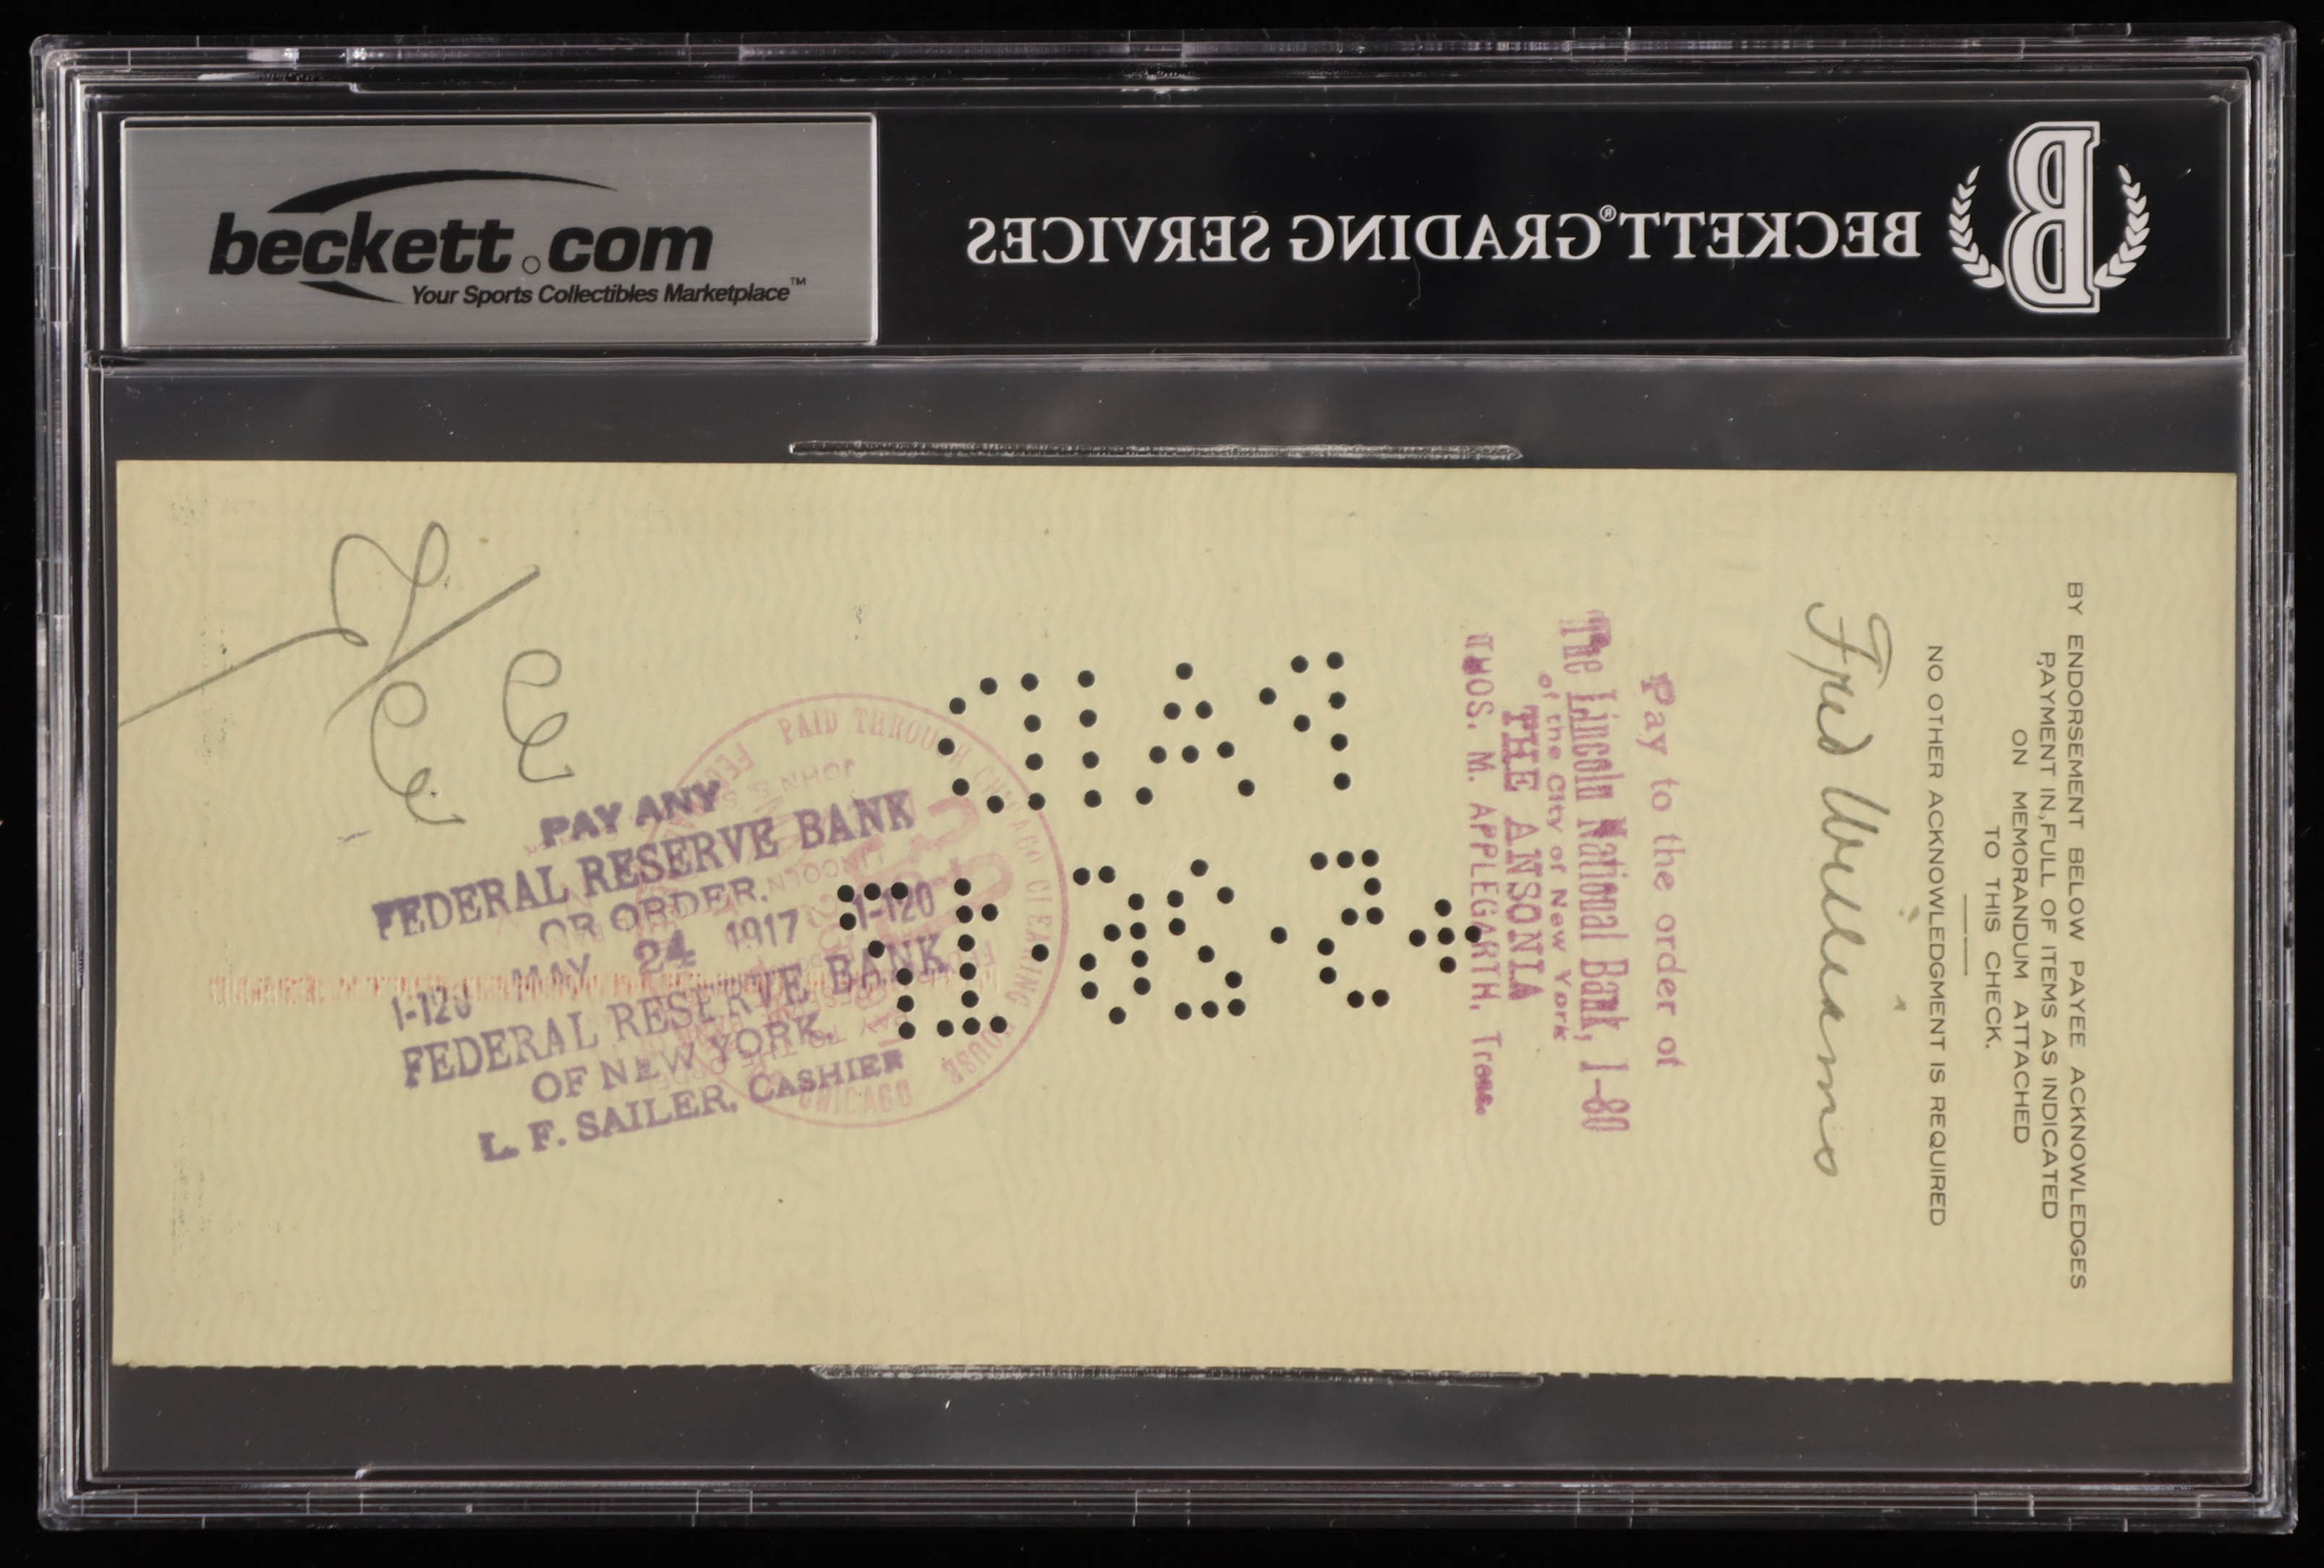 beckett.com
Your Sports Collectibles Marketplace™
BECKETT® GRADING SERVICES
B
BY ENDORSEMENT BELOW PAYEE ACKNOWLEDGES
PAYMENT IN FULL OF ITEMS AS INDICATED
ON MEMORANDUM ATTACHED
TO THIS CHECK.
NO OTHER ACKNOWLEDGMENT IS REQUIRED
Fred Williams
Pay to the order of
The Lincoln National Bank, 1-80
of the City of New York
THE ANSONIA
THOS. M. APPLEGARTH, Treas.
PAID
5·26·17
PAID THROUGH CHICAGO CLEARING HOUSE
CHICAGO
PAY ANY
FEDERAL RESERVE BANK
OR ORDER.
1-120 MAY 24 1917 1-120
FEDERAL RESERVE BANK
OF NEW YORK.
L. F. SAILER, CASHIER